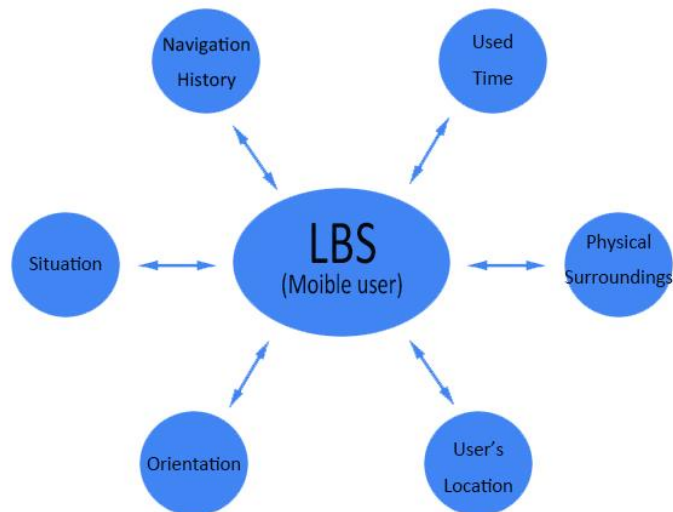 Navigation
History
Used
Time
LBS
(Moible user)
Situation
Physical
Surroundings
Orientation
User's
Location